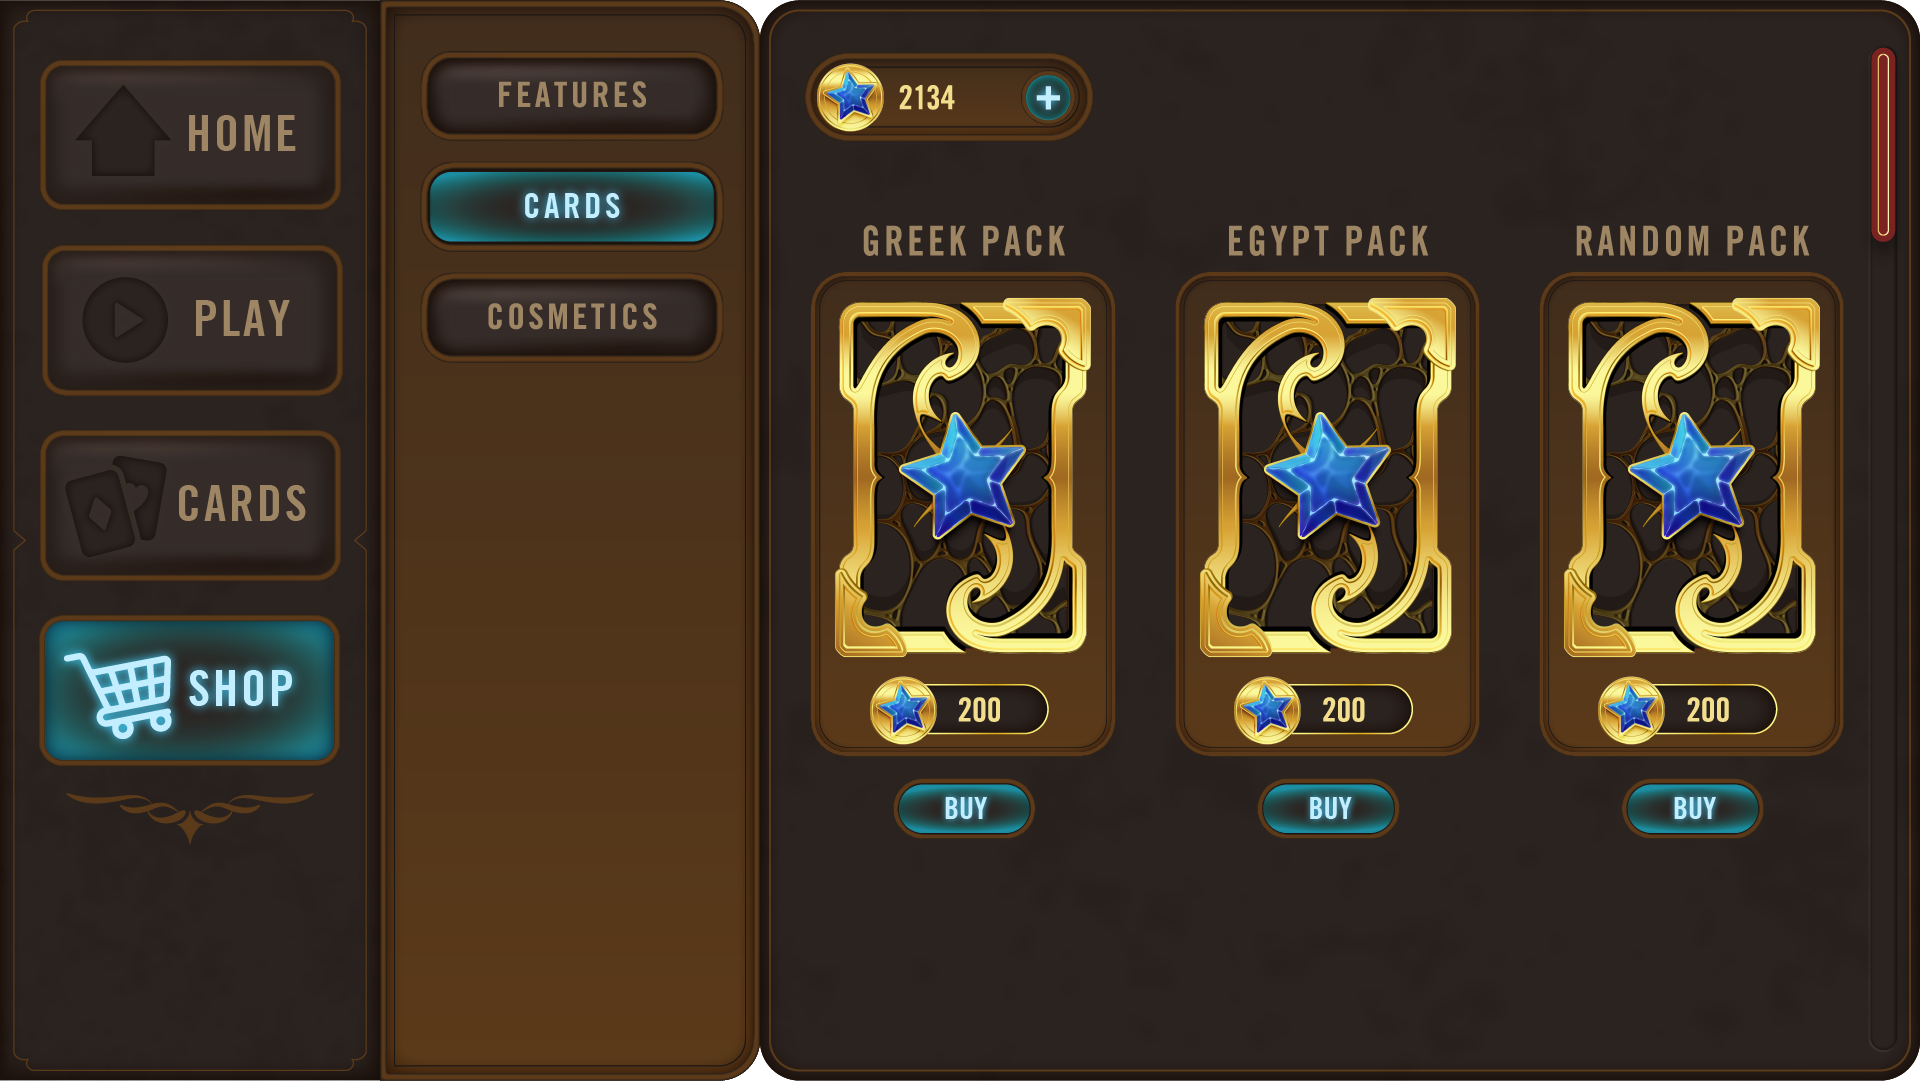 HOME
PLAY
CARDS
SHOP
FEATURES
CARDS
COSMETICS
2134
GREEK PACK
EGYPT PACK
RANDOM PACK
200
200
200
BUY
BUY
BUY